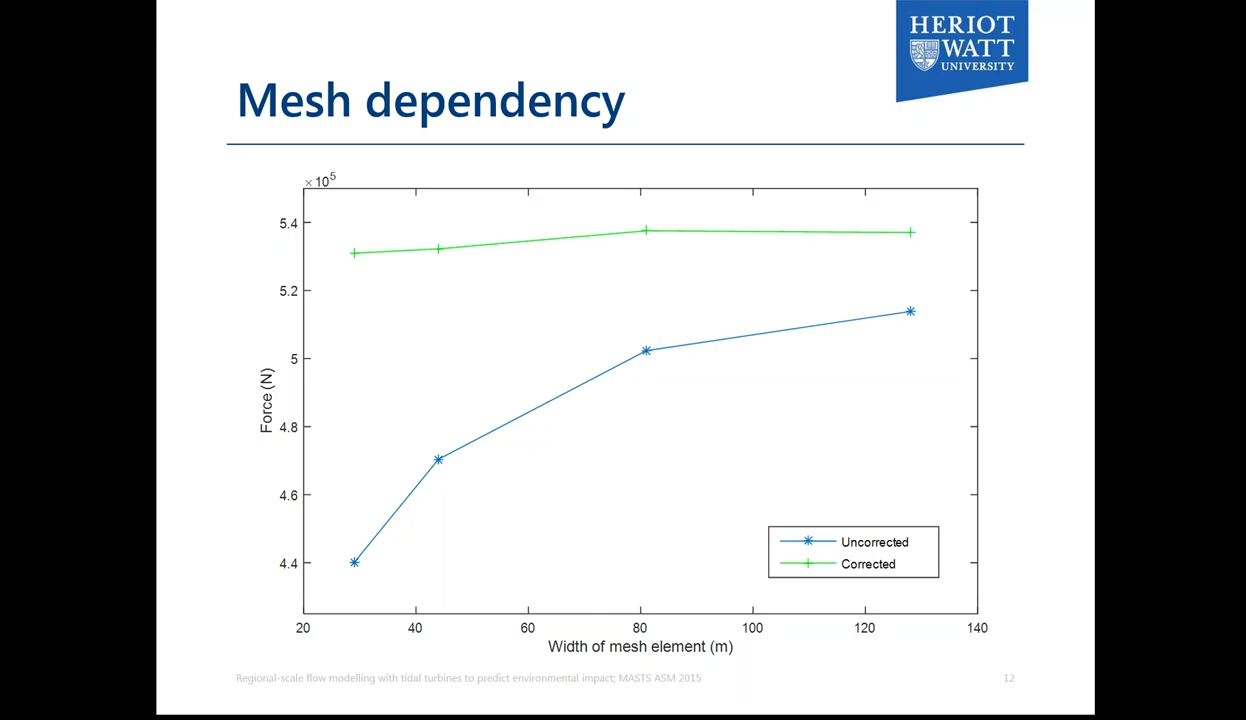 HERIOT
WATT
UNIVERSITY
Mesh dependency
×10⁵
5.4
5.2
5
4.8
4.6
4.4
Force (N)
20 40 60 80 100 120 140
Width of mesh element (m)
Uncorrected
Corrected
Regional-scale flow modelling with tidal turbines to predict environmental impact; MASTS ASM 2015 12